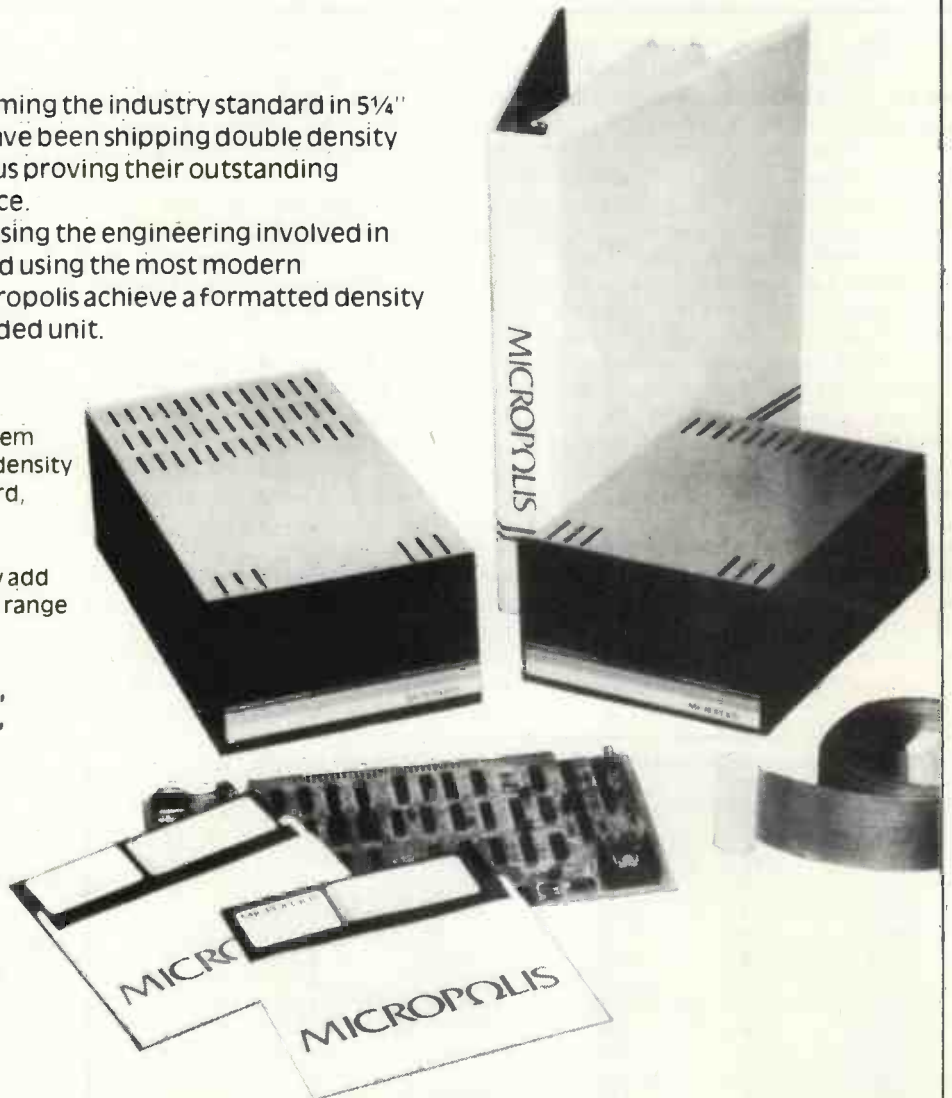 ming the industry standard in 5¼"
ave been shipping double density
us proving their outstanding
ce.
sing the engineering involved in
d using the most modern
ropolis achieve a formatted density
ded unit.
em
density
rd,
y add
range
MICROPOLIS
MICRO
MICROPOLIS